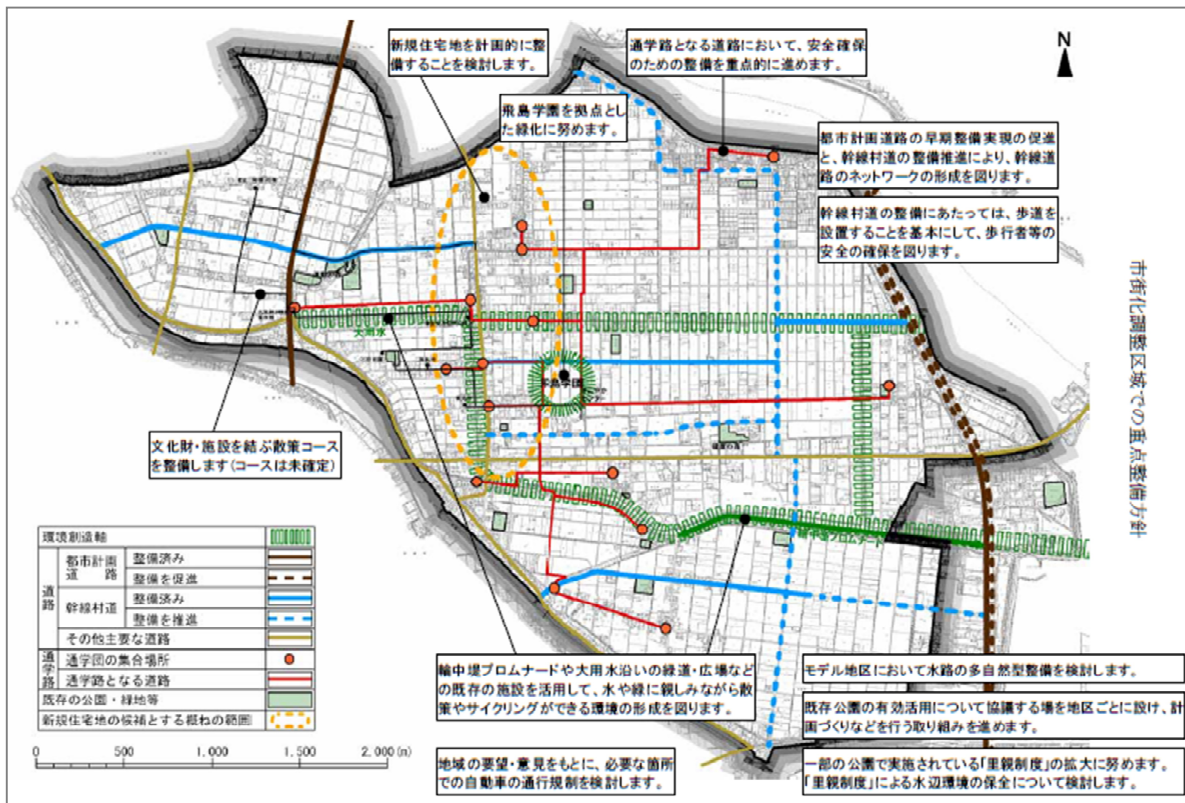 新規住宅地を計画的に整
備することを検討します。
通学路となる道路において、安全確保
のための整備を重点的に進めます。
N
飛島学園を拠点とし
た緑化に努めます。
都市計画道路の早期整備実現の促進
と、幹線村道の整備推進により、幹線道
路のネットワークの形成を図ります。
幹線村道の整備にあたっては、歩道を
設置することを基本にして、歩行者等の
安全の確保を図ります。
市街化調整区域での重点整備方針
大用水
飛島学園
文化財・施設を結ぶ散策コース
を整備します(コースは未確定)
輪中堤プロムナード
環境創造軸
道路
都市計画
道路
整備済み
整備を促進
幹線村道
整備済み
整備を推進
その他主要な道路
通学路
通学団の集合場所
通学路となる道路
既存の公園・緑地等
新規住宅地の候補とする概ねの範囲
0 500 1,000 1,500 2,000(m)
輪中堤プロムナードや大用水沿いの緑道・広場など
の既存の施設を活用して、水や緑に親しみながら散
策やサイクリングができる環境の形成を図ります。
地域の要望・意見をもとに、必要な箇所
での自動車の通行規制を検討します。
モデル地区において水路の多自然型整備を検討します。
既存公園の有効活用について協議する場を地区ごとに設け、計
画づくりなどを行う取り組みを進めます。
一部の公園で実施されている「里親制度」の拡大に努めます。
「里親制度」による水辺環境の保全について検討します。